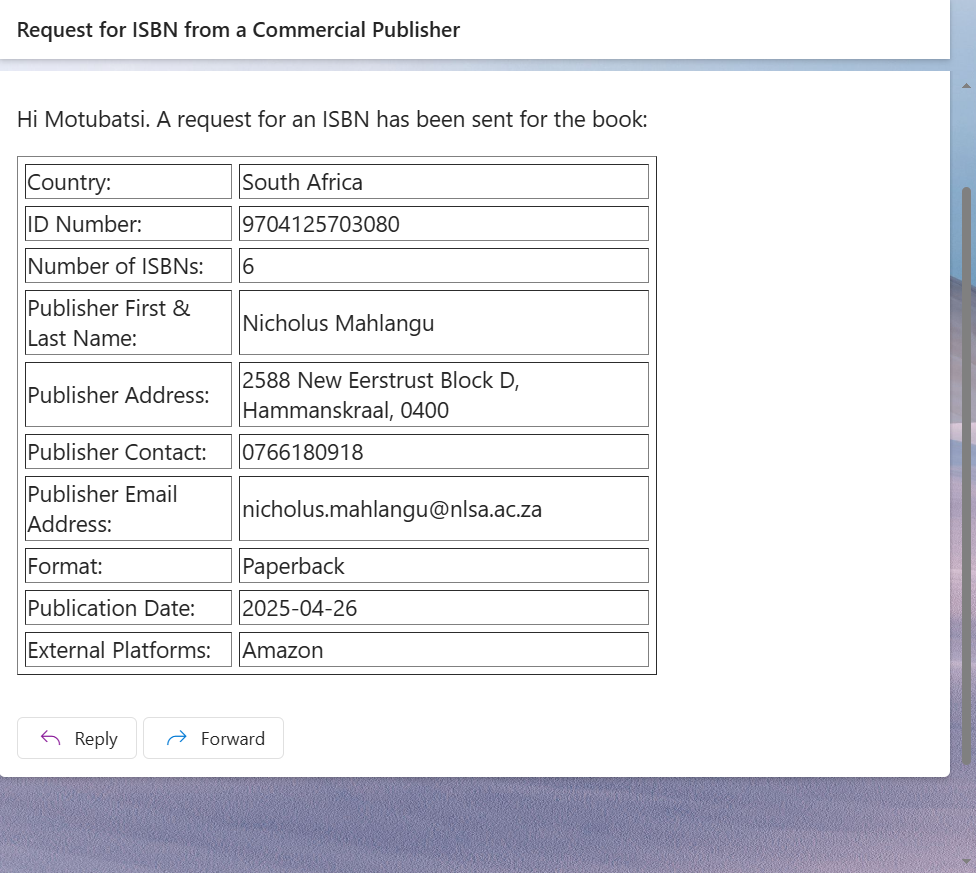 Request for ISBN from a Commercial Publisher
Hi Motubatsi. A request for an ISBN has been sent for the book:
Country: South Africa
ID Number: 9704125703080
Number of ISBNs: 6
Publisher First &
Last Name: Nicholus Mahlangu
Publisher Address: 2588 New Eerstrust Block D,
Hammanskraal, 0400
Publisher Contact: 0766180918
Publisher Email
Address: nicholus.mahlangu@nlsa.ac.za
Format: Paperback
Publication Date: 2025-04-26
External Platforms: Amazon
Reply Forward